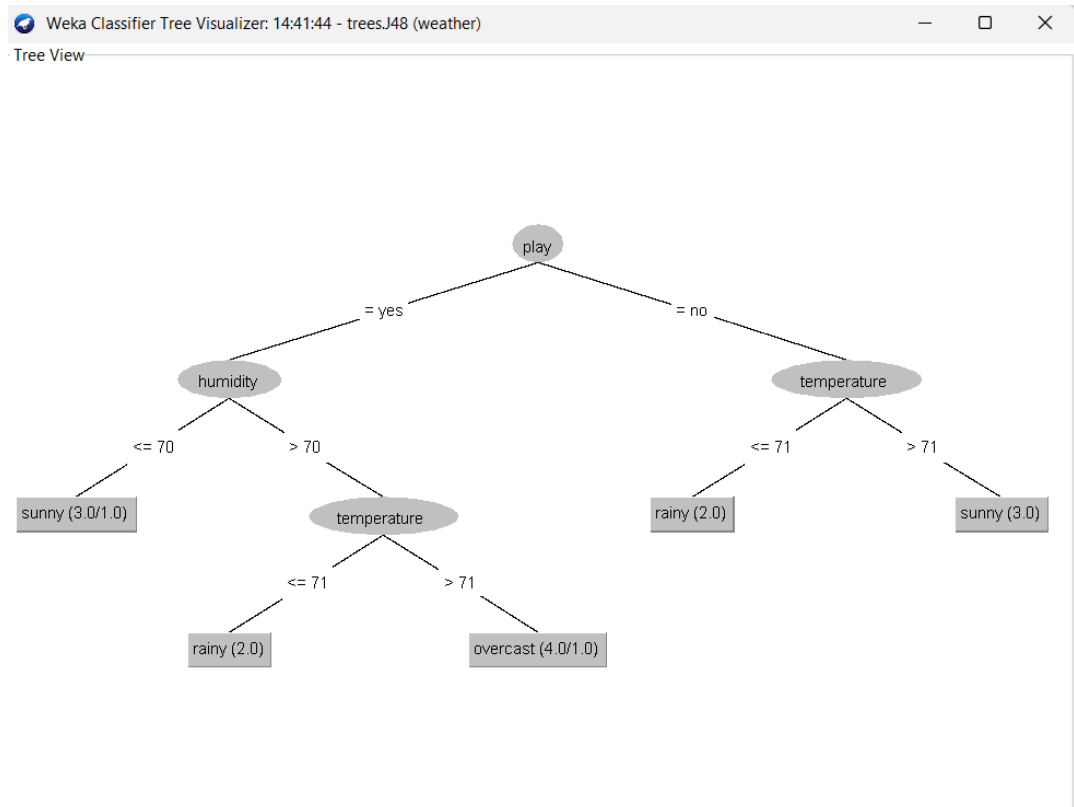 Weka Classifier Tree Visualizer: 14:41:44 - trees.J48 (weather)
Tree View
play
= yes
= no
humidity
temperature
<= 70
> 70
<= 71
> 71
sunny (3.0/1.0)
temperature
rainy (2.0)
sunny (3.0)
<= 71
> 71
rainy (2.0)
overcast (4.0/1.0)